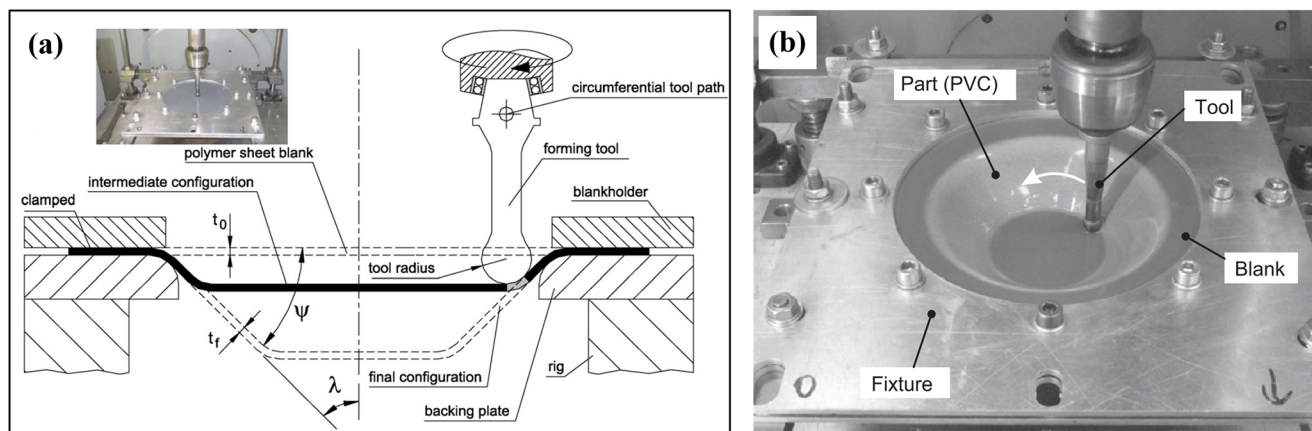 (a)
circumferential tool path
polymer sheet blank
intermediate configuration
forming tool
clamped
blankholder
t0
tool radius
ψ
tf
λ
final configuration
rig
backing plate
(b)
Part (PVC)
Tool
Blank
Fixture
O